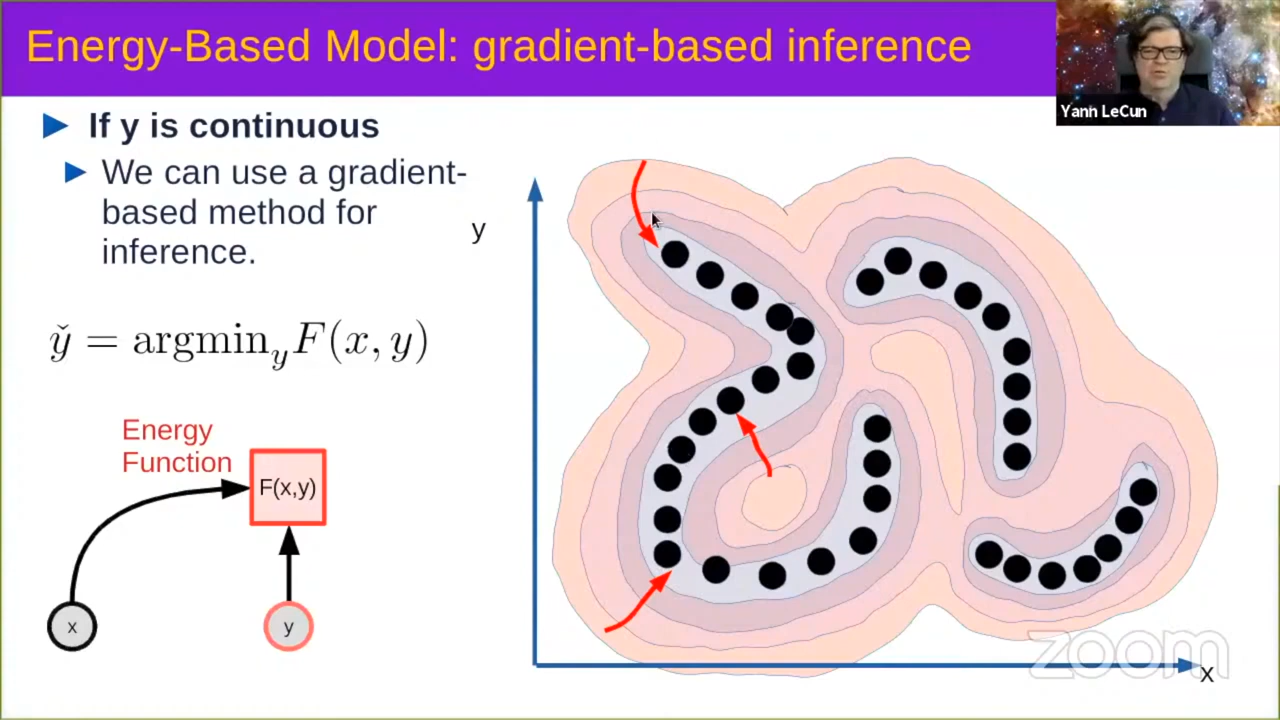 Energy-Based Model: gradient-based inference
Yann LeCun
If y is continuous
We can use a gradient-
based method for
inference.
y̌ = argmin_y F(x, y)
Energy
Function
F(x,y)
x
y
y
x
zoom